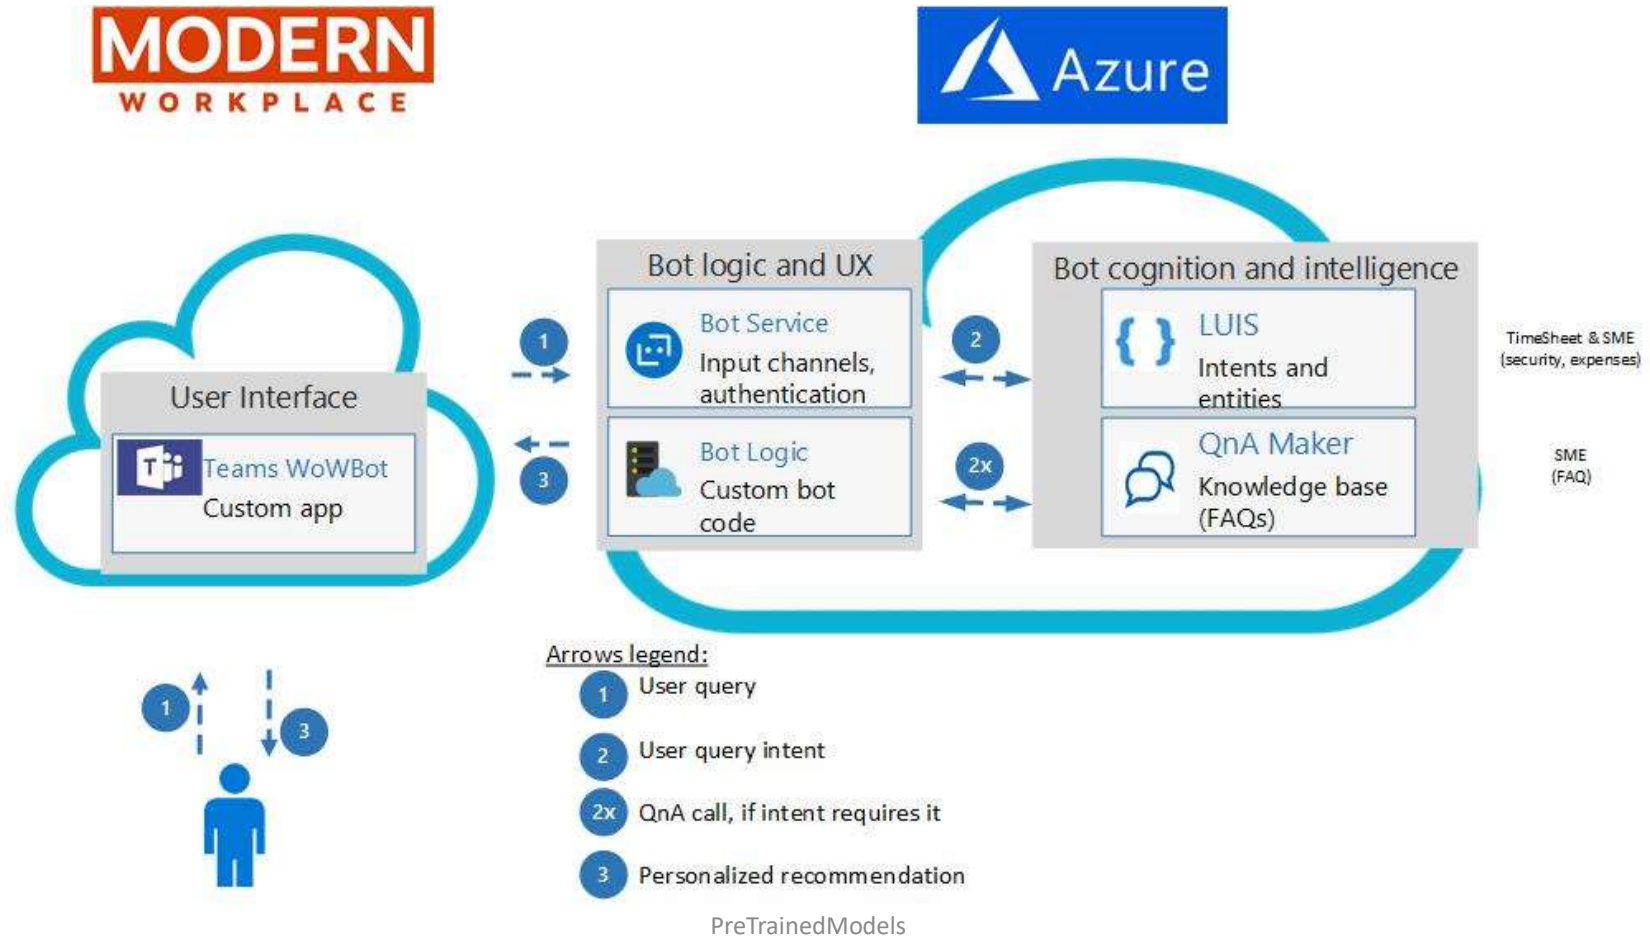 MODERN
WORKPLACE
Azure
User Interface
T
Teams WoWBot
Custom app
1
3
Bot logic and UX
Bot Service
Input channels,
authentication
Bot Logic
Custom bot
code
2
2x
Bot cognition and intelligence
LUIS
Intents and
entities
QnA Maker
Knowledge base
(FAQs)
TimeSheet & SME
(security, expenses)
SME
(FAQ)
1
3
Arrows legend:
1 User query
2 User query intent
2x QnA call, if intent requires it
3 Personalized recommendation
PreTrainedModels